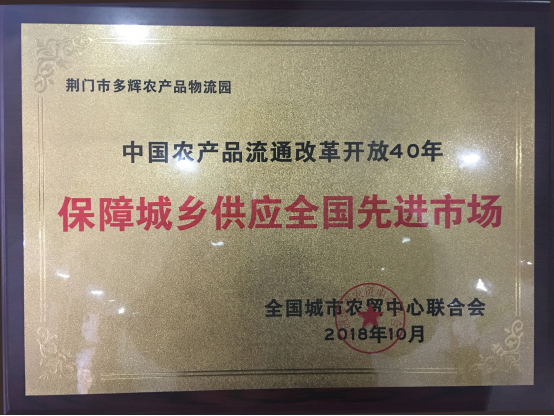 荆门市多辉农产品物流园
中国农产品流通改革开放40年
保障城乡供应全国先进市场
全国城市农贸中心联合会
2018年10月